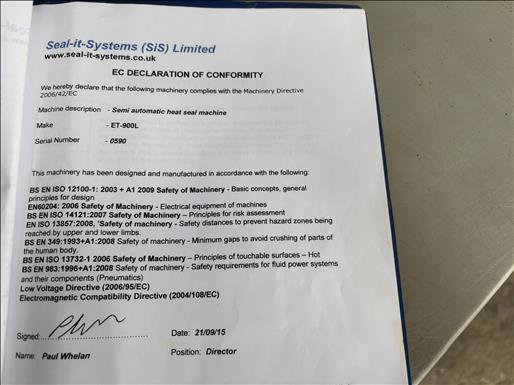 Seal-it-Systems (SiS) Limited
www.seal-it-systems.co.uk
EC DECLARATION OF CONFORMITY
We hereby declare that the following machinery complies with the Machinery Directive
2006/42/EC
Machine description - Semi automatic heat seal machine
Make - ET-900L
Serial Number - 0590
This machinery has been designed and manufactured in accordance with the following:
BS EN ISO 12100-1: 2003 + A1 2009 Safety of Machinery - Basic concepts, general
principles for design
EN60204: 2006 Safety of Machinery - Electrical equipment of machines
BS EN ISO 14121:2007 Safety of Machinery – Principles for risk assessment
EN ISO 13857:2008, 'Safety of machinery - Safety distances to prevent hazard zones being
reached by upper and lower limbs.
BS EN 349:1993+A1:2008 Safety of machinery - Minimum gaps to avoid crushing of parts of
the human body.
BS EN ISO 13732-1 2006 Safety of Machinery – Principles of touchable surfaces – Hot
BS EN 983:1996+A1:2008 Safety of machinery - Safety requirements for fluid power systems
and their components (Pneumatics)
Low Voltage Directive (2006/95/EC)
Electromagnetic Compatibility Directive (2004/108/EC)
Signed: Date: 21/09/15
Name: Paul Whelan Position: Director